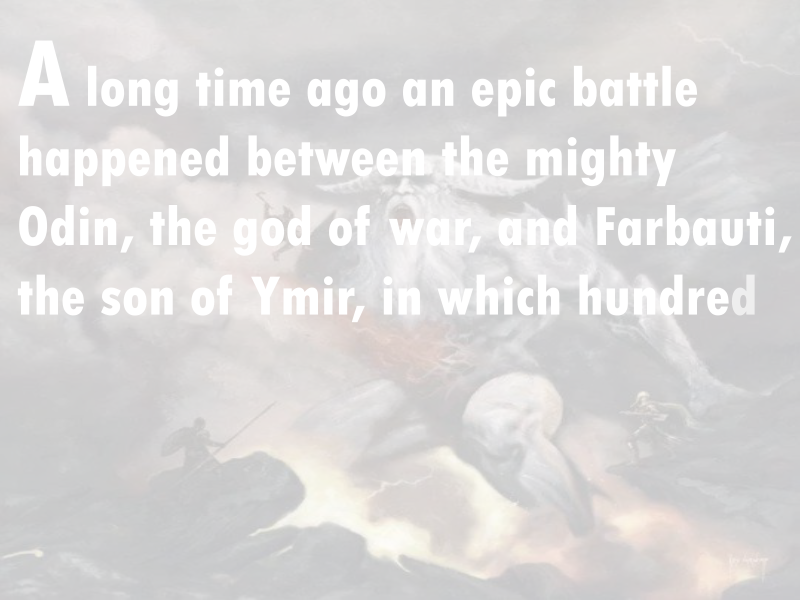 A long time ago an epic battle
happened between the mighty
Odin, the god of war, and Farbauti,
the son of Ymir, in which hundred